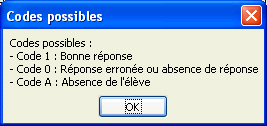 Codes possibles
Codes possibles :
- Code 1 : Bonne réponse
- Code 0 : Réponse erronée ou absence de réponse
- Code A : Absence de l'élève
OK